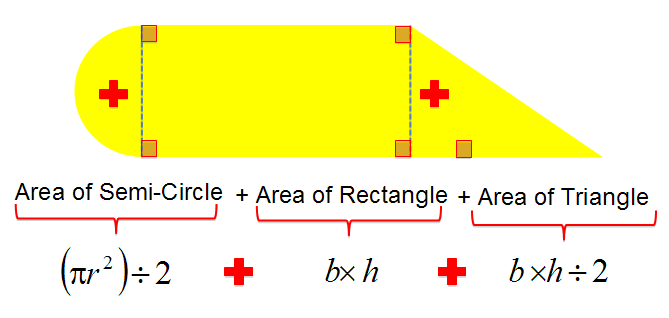 Area of Semi-Circle + Area of Rectangle + Area of Triangle
(πr²)÷2 + b×h + b×h÷2